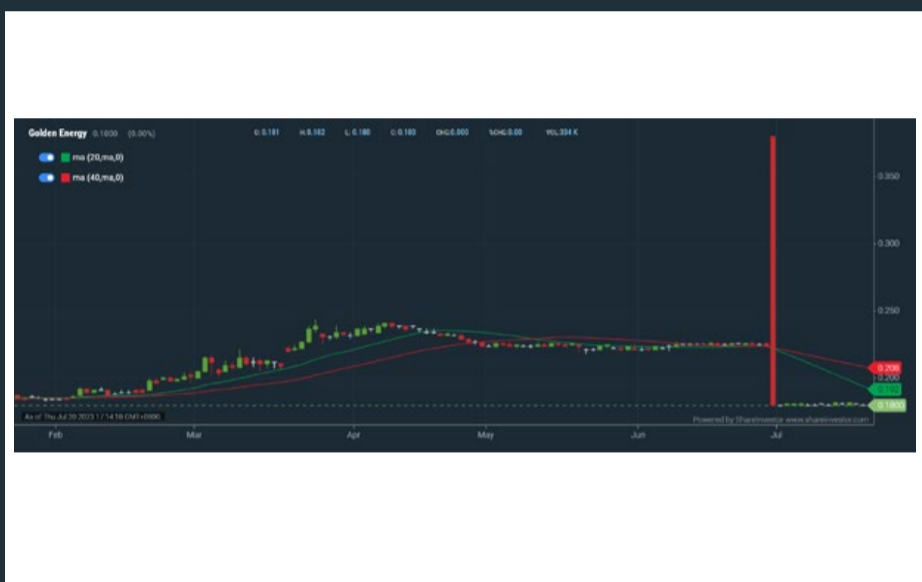 Golden Energy 0.1800 (0.00%) O: 0.181 H: 0.182 L: 0.180 C: 0.180 CHG:0.000 %CHG:0.00 VOL:334 K
ma (20,ma,0)
ma (40,ma,0)
0.350
0.300
0.250
0.208
0.200
0.192
0.1800
As of Thu Jul 20 2023 17:14:18 GMT+0800
Powered by ShareInvestor www.shareinvestor.com
Feb Mar Apr May Jun Jul